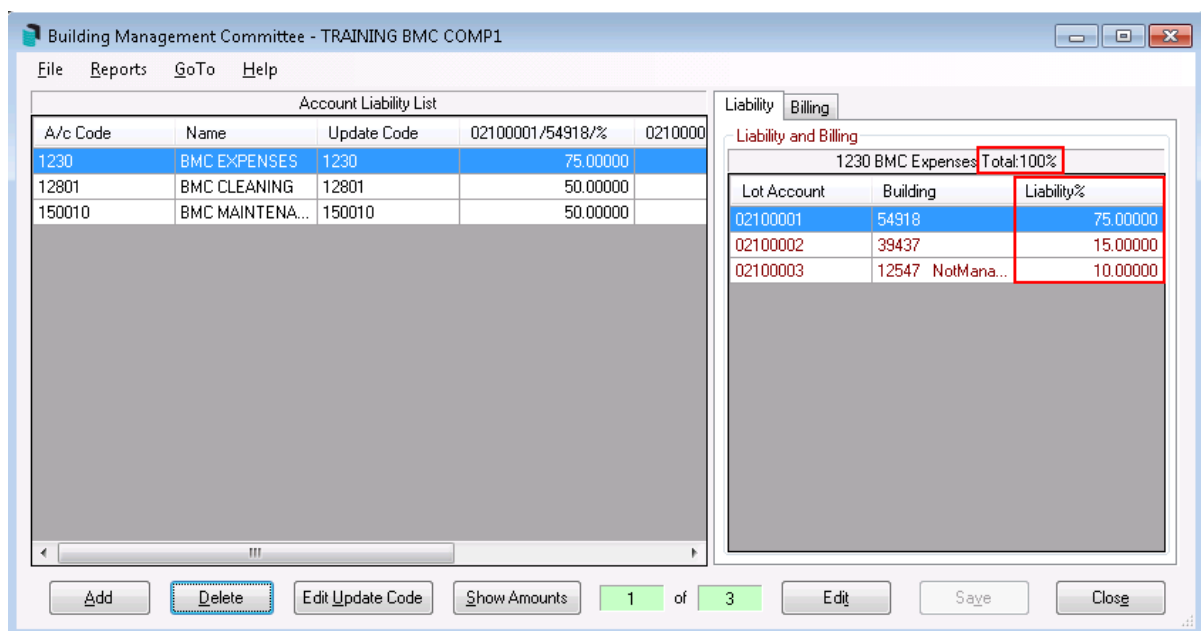 Building Management Committee - TRAINING BMC COMP1
File Reports GoTo Help
Account Liability List
A/c Code Name Update Code 02100001/54918/% 0210000
1230 BMC EXPENSES 1230 75.00000
12801 BMC CLEANING 12801 50.00000
150010 BMC MAINTENA... 150010 50.00000
Liability Billing
Liability and Billing
1230 BMC Expenses Total:100%
Lot Account Building Liability%
02100001 54918 75.00000
02100002 39437 15.00000
02100003 12547 NotMana... 10.00000
Add Delete Edit Update Code Show Amounts 1 of 3 Edit Save Close